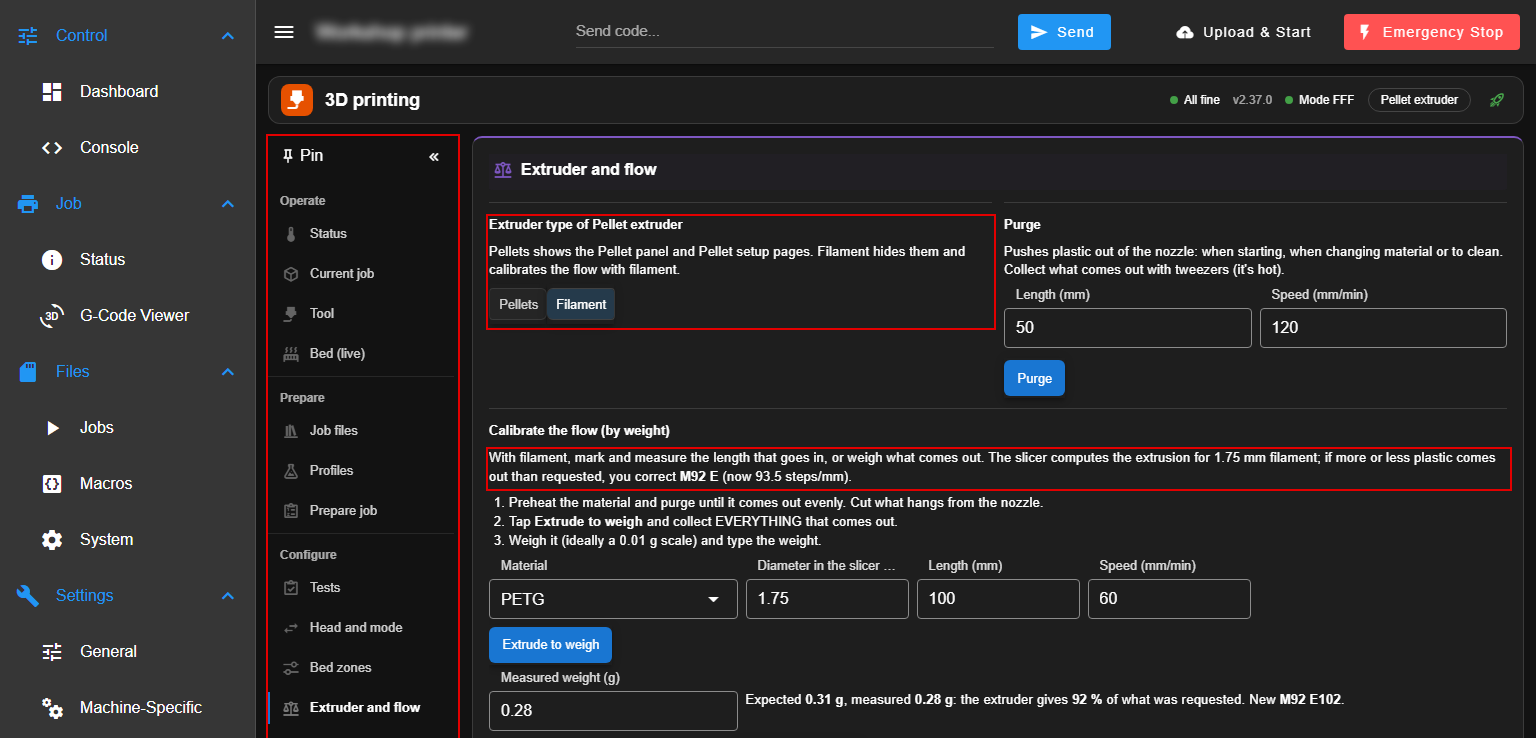 Control
Dashboard
Console
Job
Status
G-Code Viewer
Files
Jobs
Macros
System
Settings
General
Machine-Specific
Send code...
Send
Upload & Start
Emergency Stop
3D printing
All fine
v2.37.0
Mode FFF
Pellet extruder
Pin
Operate
Status
Current job
Tool
Bed (live)
Prepare
Job files
Profiles
Prepare job
Configure
Tests
Head and mode
Bed zones
Extruder and flow
Extruder and flow
Extruder type of Pellet extruder
Pellets shows the Pellet panel and Pellet setup pages. Filament hides them and
calibrates the flow with filament.
Pellets
Filament
Purge
Pushes plastic out of the nozzle: when starting, when changing material or to clean.
Collect what comes out with tweezers (it's hot).
Length (mm)
Speed (mm/min)
50
120
Purge
Calibrate the flow (by weight)
With filament, mark and measure the length that goes in, or weigh what comes out. The slicer computes the extrusion for 1.75 mm filament; if more or less plastic comes
out than requested, you correct M92 E (now 93.5 steps/mm).
1. Preheat the material and purge until it comes out evenly. Cut what hangs from the nozzle.
2. Tap Extrude to weigh and collect EVERYTHING that comes out.
3. Weigh it (ideally a 0.01 g scale) and type the weight.
Material
Diameter in the slicer ...
Length (mm)
Speed (mm/min)
PETG
1.75
100
60
Extrude to weigh
Measured weight (g)
0.28
Expected 0.31 g, measured 0.28 g: the extruder gives 92 % of what was requested. New M92 E102.